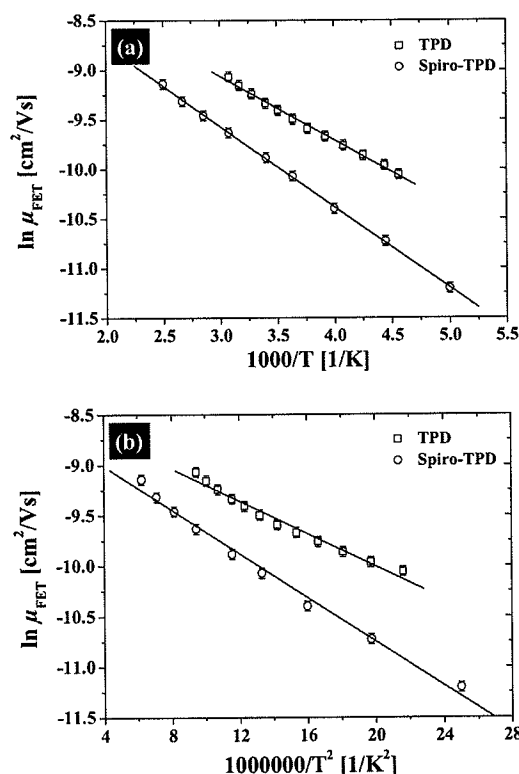 (a)
TPD
Spiro-TPD
ln μFET [cm²/Vs]
-8.5
-9.0
-9.5
-10.0
-10.5
-11.0
-11.5
2.0 2.5 3.0 3.5 4.0 4.5 5.0 5.5
1000/T [1/K]
(b)
TPD
Spiro-TPD
ln μFET [cm²/Vs]
-8.5
-9.0
-9.5
-10.0
-10.5
-11.0
-11.5
4 8 12 16 20 24 28
1000000/T² [1/K²]